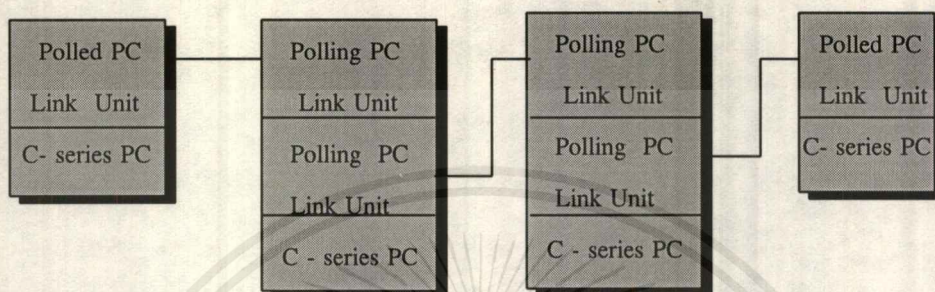 Polled PC
Link Unit
C- series PC
Polling PC
Link Unit
Polling PC
Link Unit
C - series PC
Polling PC
Link Unit
Polling PC
Link Unit
C - series PC
Polled PC
Link Unit
C- series PC